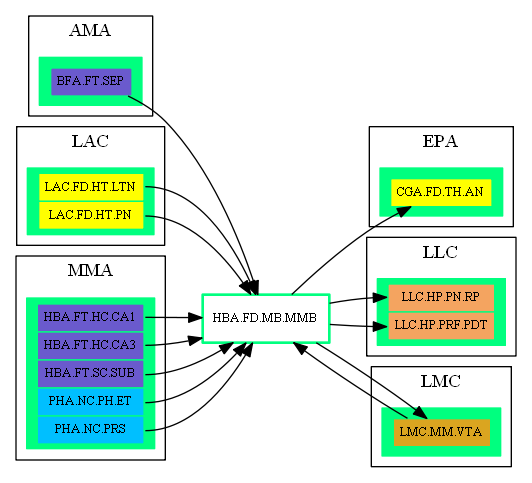 AMA
BFA.FT.SEP
LAC
LAC.FD.HT.LTN
LAC.FD.HT.PN
MMA
HBA.FT.HC.CA1
HBA.FT.HC.CA3
HBA.FT.SC.SUB
PHA.NC.PH.ET
PHA.NC.PRS
HBA.FD.MB.MMB
EPA
CGA.FD.TH.AN
LLC
LLC.HP.PN.RP
LLC.HP.PRF.PDT
LMC
LMC.MM.VTA